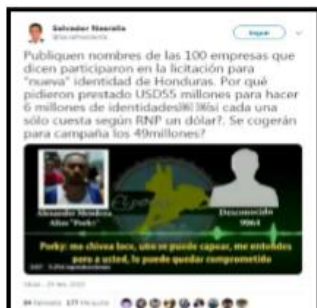 Salvador Nasralla
Seguir
Publiquen nombres de las 100 empresas que
dicen participaron en la licitación para
"nueva" identidad de Honduras. Por qué
pidieron prestado USD55 millones para hacer
6 millones de identidades si cada una
sólo cuesta según RNP un dólar?. Se cogerán
para campaña los 49millones?
Alexander Mendoza
Alias "Porky"
Desconocido
9064
Porky: me chivea loco, uno se puede capear, me entendés
pero a usted, lo puede quedar comprometido